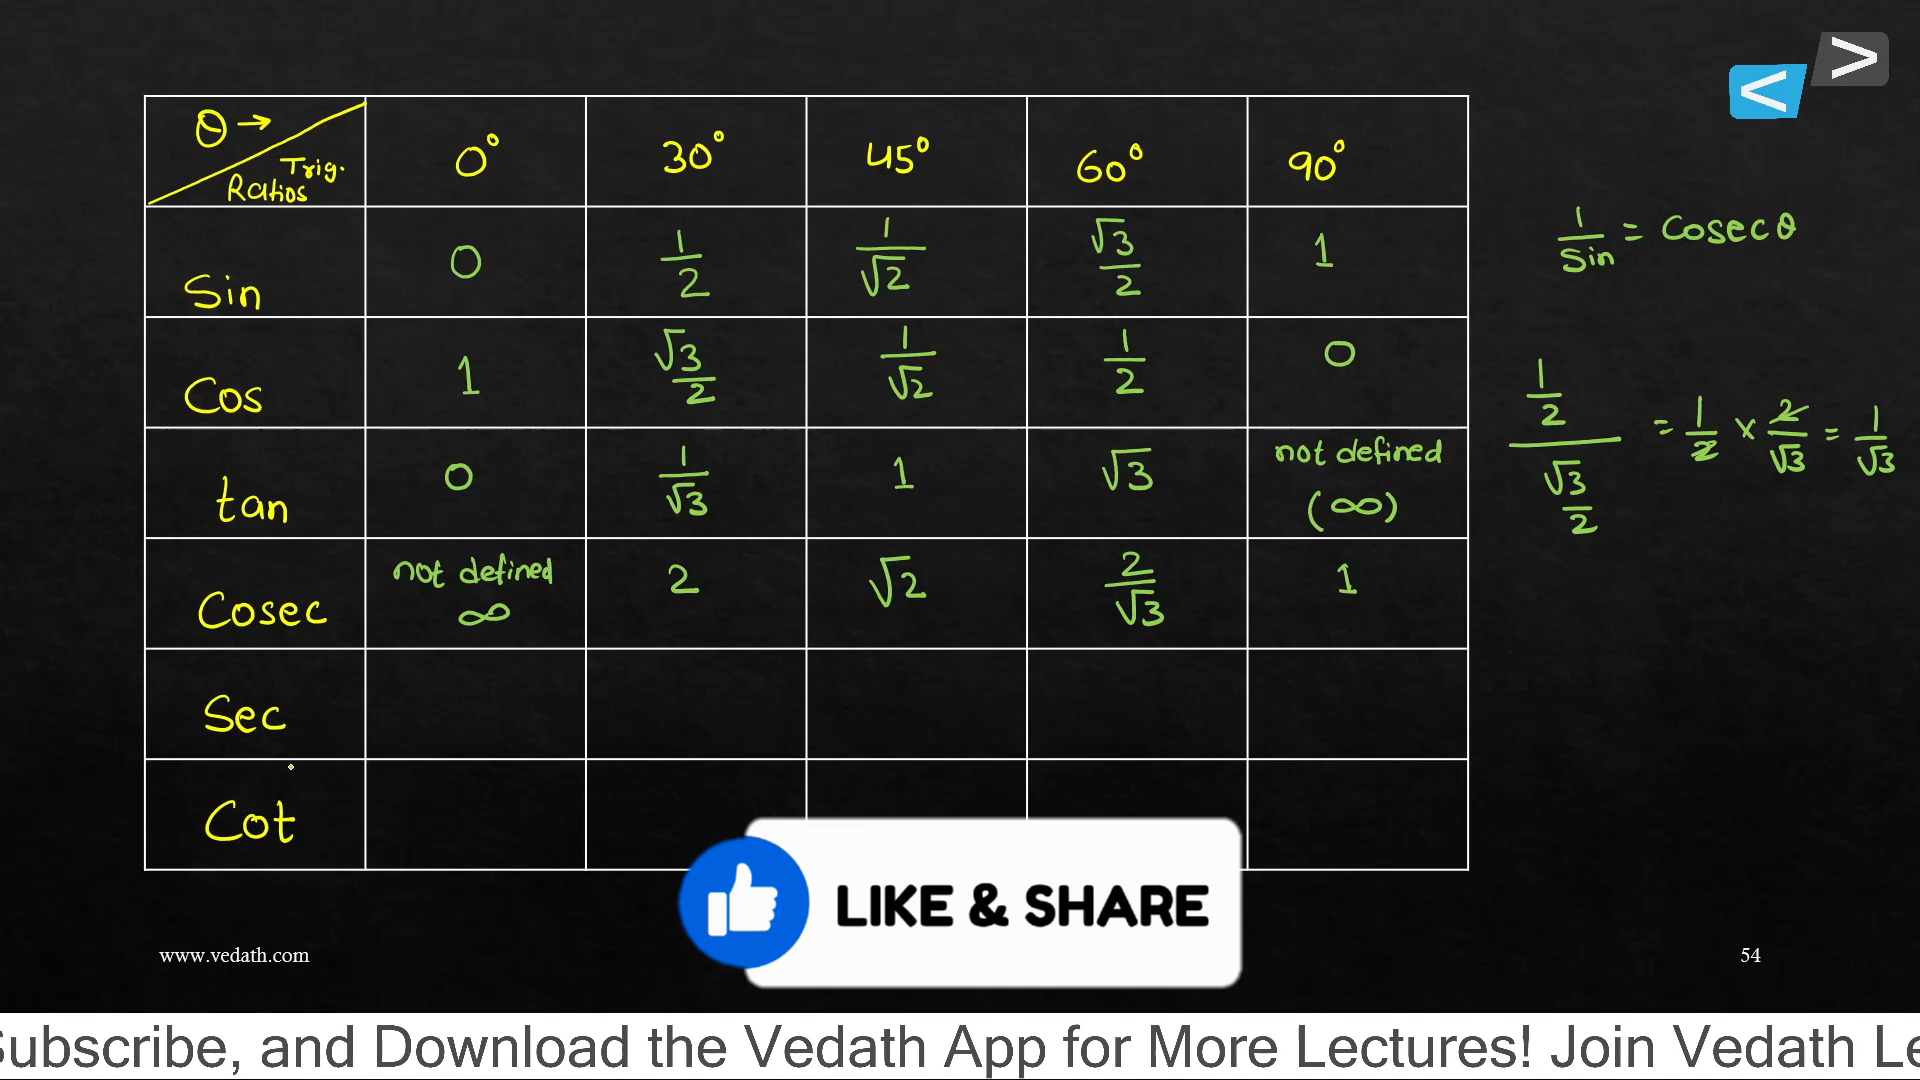 θ → 0° 30° 45° 60° 90°
Trig.
Ratios
Sin 0 1/2 1/√2 √3/2 1
Cos 1 √3/2 1/√2 1/2 0
tan 0 1/√3 1 √3 not defined (∞)
Cosec not defined ∞ 2 √2 2/√3 1
Sec
Cot
1/Sin = Cosec θ
(1/2)/(√3/2) = 1/2 × 2/√3 = 1/√3
< >
LIKE & SHARE
www.vedath.com
54
Subscribe, and Download the Vedath App for More Lectures! Join Vedath Le